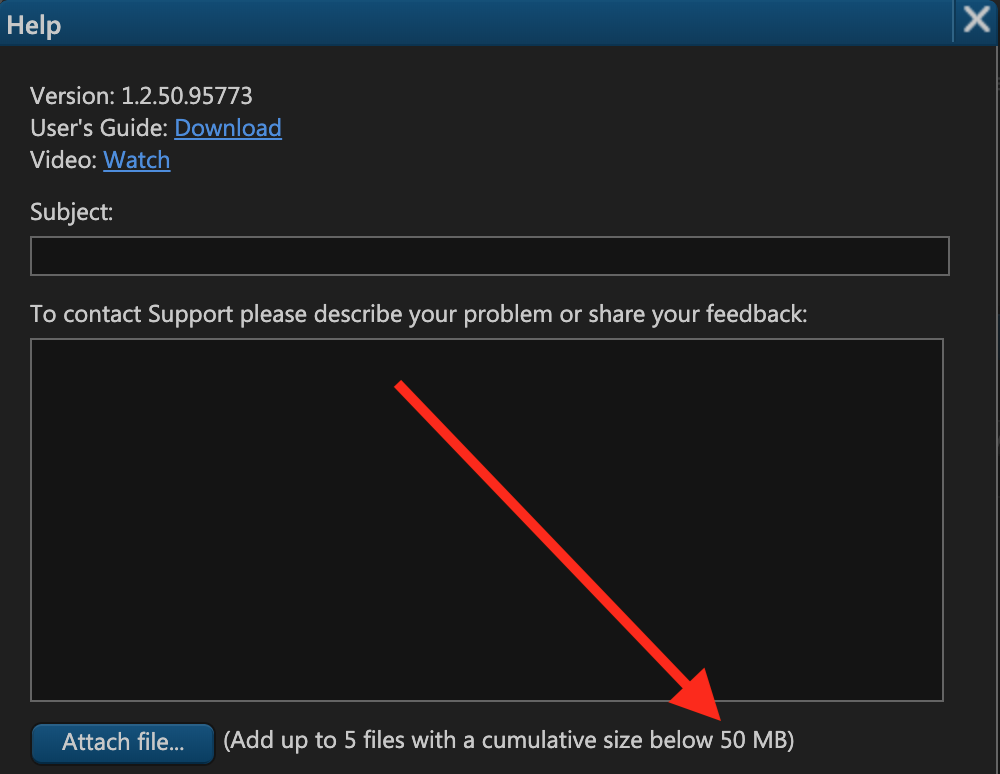 Help
Version: 1.2.50.95773
User's Guide: Download
Video: Watch
Subject:
To contact Support please describe your problem or share your feedback:
Attach file... (Add up to 5 files with a cumulative size below 50 MB)